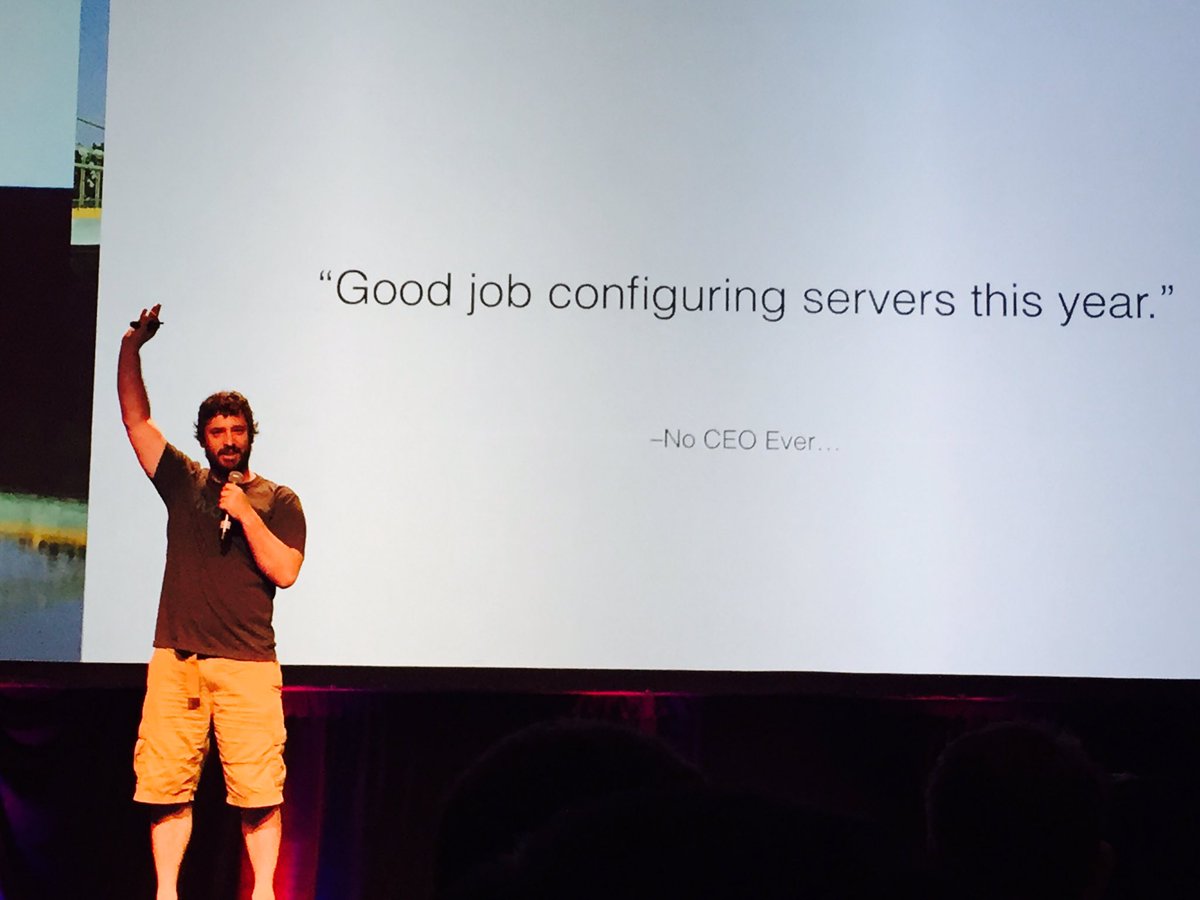 “Good job configuring servers this year.”
–No CEO Ever…